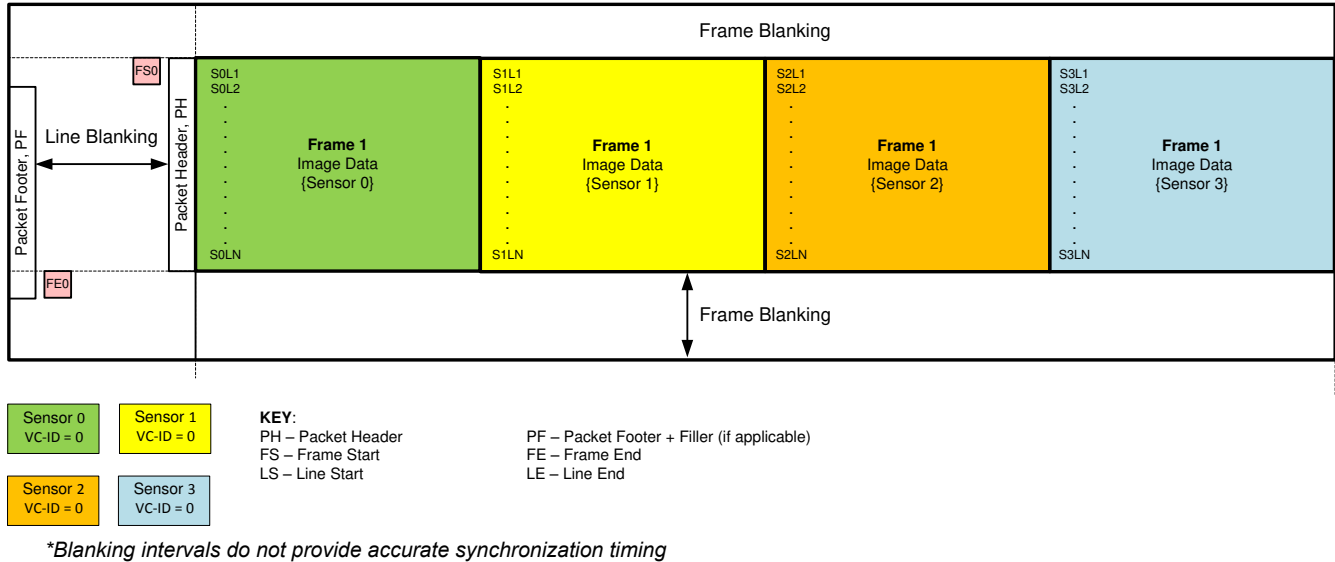 Frame Blanking
FS0
Packet Footer, PF
Line Blanking
Packet Header, PH
FE0
S0L1
S0L2
.
.
.
.
.
.
.
.
.
.
S0LN
Frame 1
Image Data
{Sensor 0}
S1L1
S1L2
.
.
.
.
.
.
.
.
.
.
S1LN
Frame 1
Image Data
{Sensor 1}
S2L1
S2L2
.
.
.
.
.
.
.
.
.
.
S2LN
Frame 1
Image Data
{Sensor 2}
S3L1
S3L2
.
.
.
.
.
.
.
.
.
.
S3LN
Frame 1
Image Data
{Sensor 3}
Frame Blanking
Sensor 0
VC-ID = 0
Sensor 1
VC-ID = 0
Sensor 2
VC-ID = 0
Sensor 3
VC-ID = 0
KEY:
PH – Packet Header
FS – Frame Start
LS – Line Start
PF – Packet Footer + Filler (if applicable)
FE – Frame End
LE – Line End
*Blanking intervals do not provide accurate synchronization timing